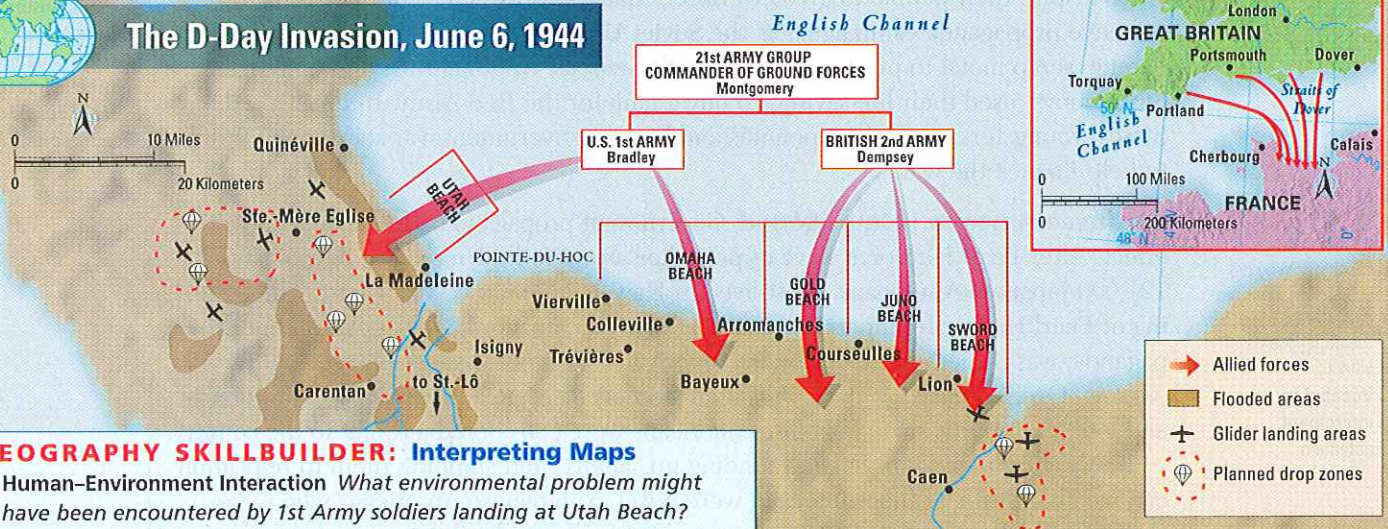 The D-Day Invasion, June 6, 1944
English Channel
21st ARMY GROUP
COMMANDER OF GROUND FORCES
Montgomery
U.S. 1st ARMY
Bradley
BRITISH 2nd ARMY
Dempsey
N
0 10 Miles
0 20 Kilometers
Quinéville
UTAH
BEACH
Ste.-Mère Eglise
La Madeleine
POINTE-DU-HOC
OMAHA
BEACH
GOLD
BEACH
JUNO
BEACH
SWORD
BEACH
Vierville
Colleville
Arromanches
Courseulles
Trévières
Isigny
Bayeux
Lion
Carentan
to St.-Lô
Caen
London
GREAT BRITAIN
Portsmouth
Dover
Torquay
50° N
Portland
Straits of
Dover
English
Channel
Cherbourg
Calais
N
0 100 Miles
0 200 Kilometers
FRANCE
48° N
0°
Allied forces
Flooded areas
Glider landing areas
Planned drop zones
EOGRAPHY SKILLBUILDER: Interpreting Maps
Human–Environment Interaction What environmental problem might
have been encountered by 1st Army soldiers landing at Utah Beach?